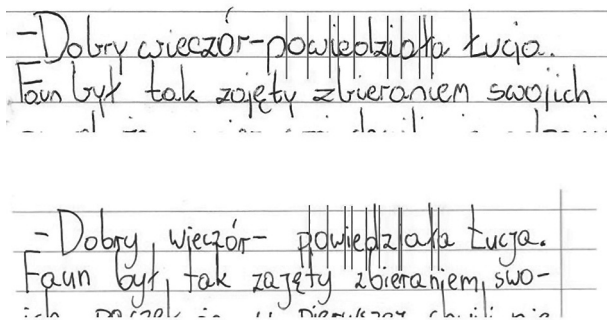 -Dobry wieczór-powiedziała Łucja.
Faun był tak zajęty zbieraniem swoich
- Dobry, wieczór- powiedziała Łucja.
Faun był, tak zajęty zbieraniem, swo-